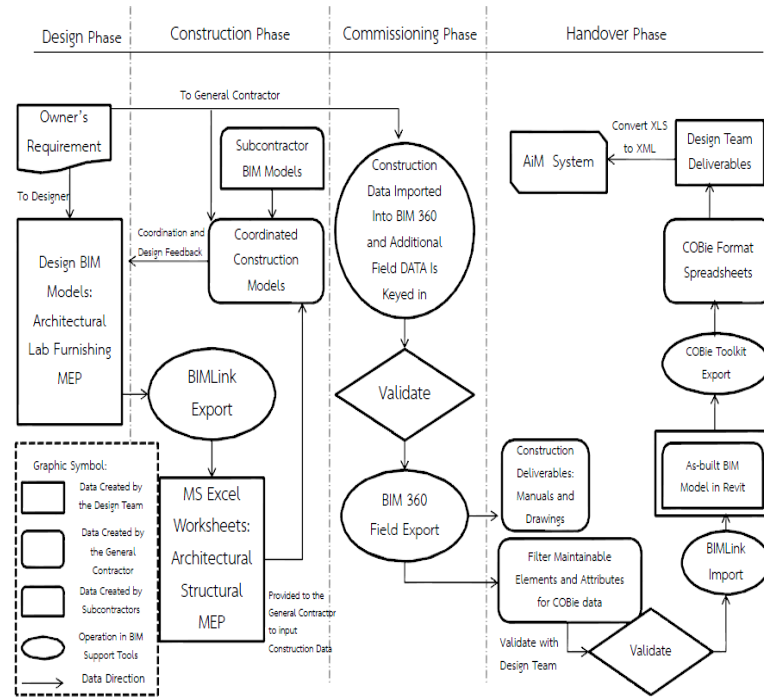 Design Phase
Construction Phase
Commissioning Phase
Handover Phase
To General Contractor
Owner's
Requirement
To Designer
Subcontractor
BIM Models
Coordination and
Design Feedback
Coordinated
Construction
Models
Design BIM
Models:
Architectural
Lab Furnishing
MEP
BIMLink
Export
MS Excel
Worksheets:
Architectural
Structural
MEP
Provided to the
General Contractor
to input
Construction Data
Construction
Data Imported
Into BIM 360
and Additional
Field DATA Is
Keyed in
Validate
BIM 360
Field Export
Construction
Deliverables:
Manuals and
Drawings
Filter Maintainable
Elements and Attributes
for COBie data
Validate with
Design Team
Validate
BIMLink
Import
As-built BIM
Model in Revit
COBie Toolkit
Export
COBie Format
Spreadsheets
Design Team
Deliverables
Convert XLS
to XML
AiM System
Graphic Symbol:
Data Created by
the Design Team
Data Created by
the General
Contractor
Data Created by
Subcontractors
Operation in BIM
Support Tools
Data Direction